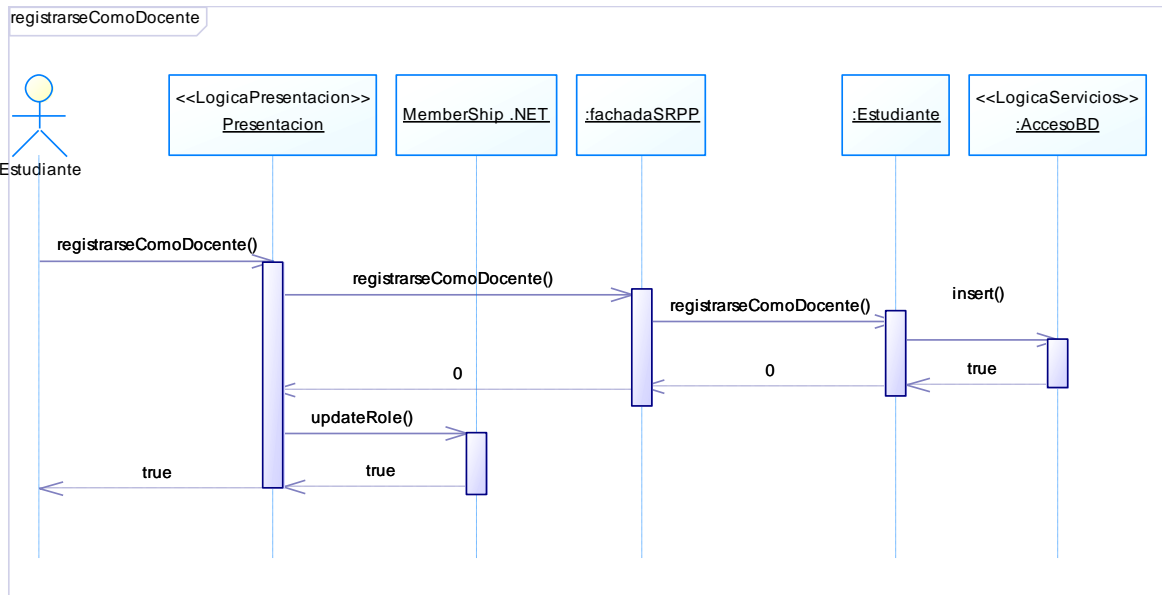 registrarseComoDocente
<<LogicaPresentacion>>
Presentacion
MemberShip .NET
:fachadaSRPP
:Estudiante
<<LogicaServicios>>
:AccesoBD
Estudiante
registrarseComoDocente()
registrarseComoDocente()
registrarseComoDocente()
insert()
true
0
0
updateRole()
true
true